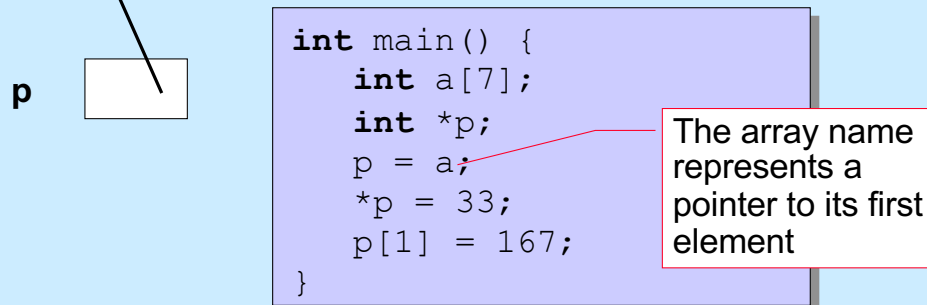 p
int main() {
int a[7];
int *p;
p = a;
*p = 33;
p[1] = 167;
}
The array name
represents a
pointer to its first
element